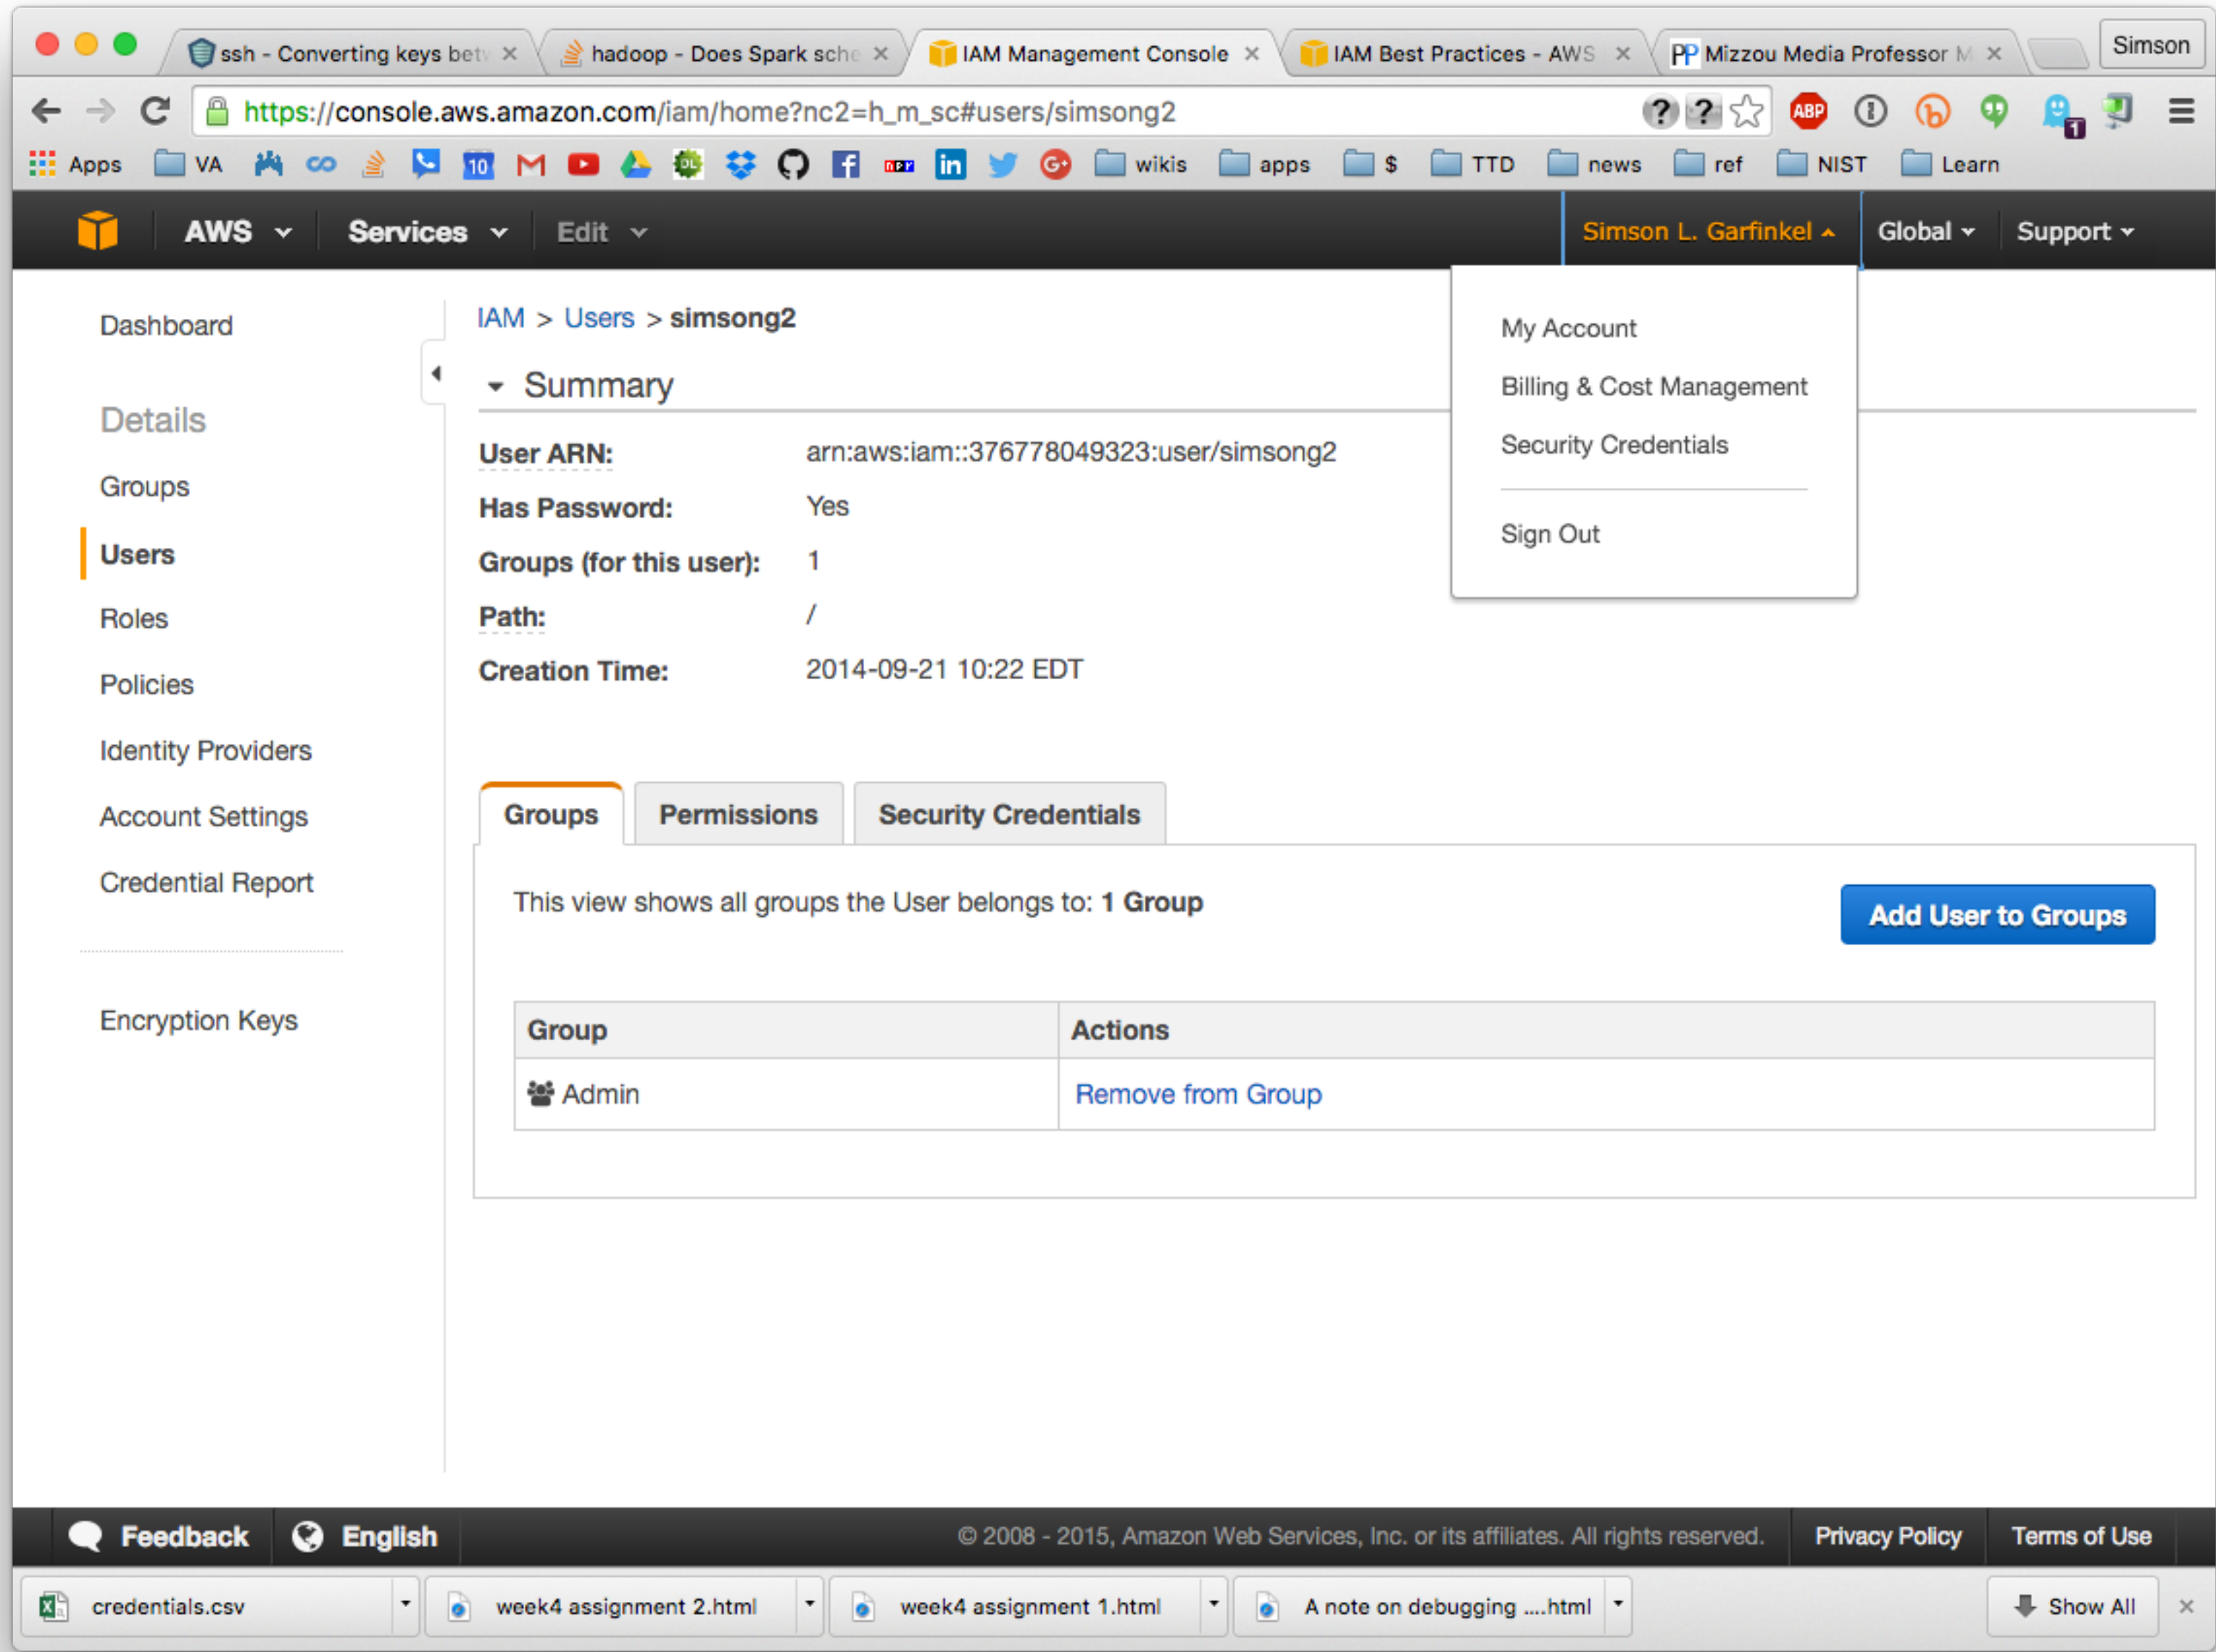 ssh - Converting keys betw
hadoop - Does Spark sche
IAM Management Console
IAM Best Practices - AWS
Mizzou Media Professor M
Simson
https://console.aws.amazon.com/iam/home?nc2=h_m_sc#users/simsong2
ABP
1
Apps VA 10 DL npr in G+ wikis apps $ TTD news ref NIST Learn
AWS Services Edit Simson L. Garfinkel Global Support
My Account
Billing & Cost Management
Security Credentials
Sign Out
Dashboard
Details
Groups
Users
Roles
Policies
Identity Providers
Account Settings
Credential Report
Encryption Keys
IAM > Users > simsong2
Summary
User ARN: arn:aws:iam::376778049323:user/simsong2
Has Password: Yes
Groups (for this user): 1
Path: /
Creation Time: 2014-09-21 10:22 EDT
Groups Permissions Security Credentials
This view shows all groups the User belongs to: 1 Group
Add User to Groups
Group Actions
Admin Remove from Group
Feedback English © 2008 - 2015, Amazon Web Services, Inc. or its affiliates. All rights reserved. Privacy Policy Terms of Use
credentials.csv week4 assignment 2.html week4 assignment 1.html A note on debugging ....html Show All